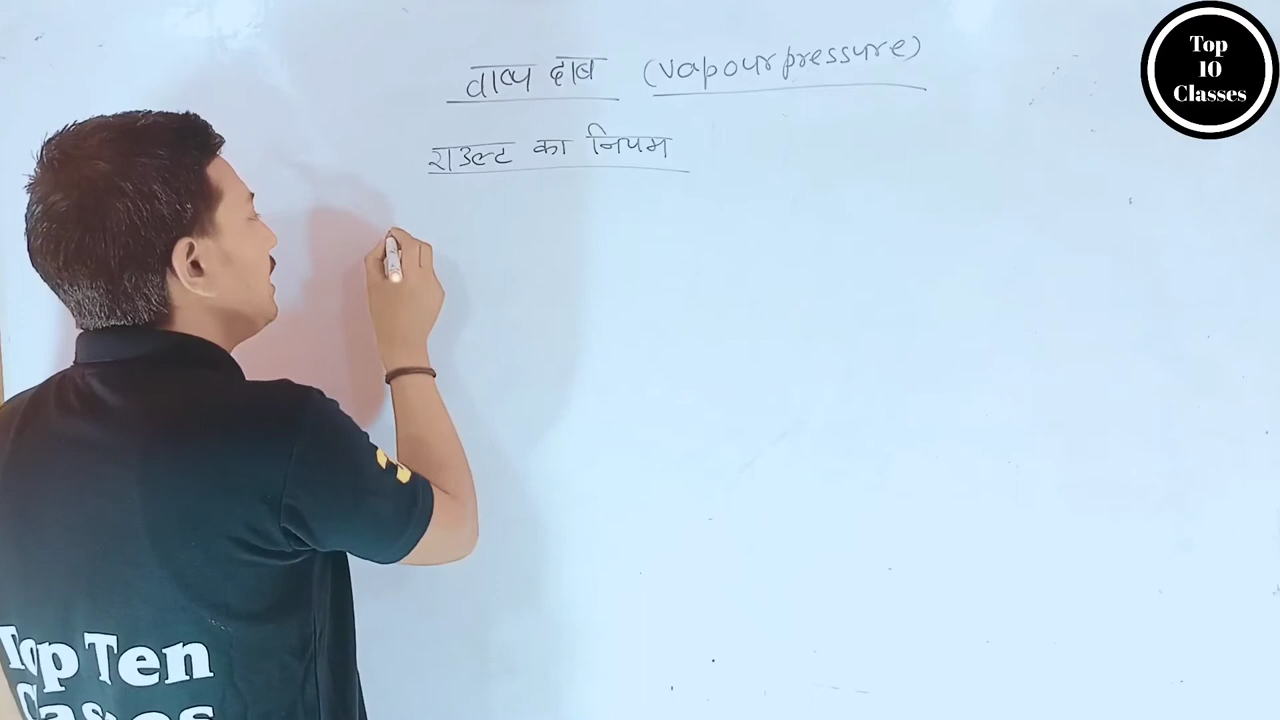 वाष्प दाब (vapour pressure)
राउल्ट का नियम
Top
10
Classes
Top Ten